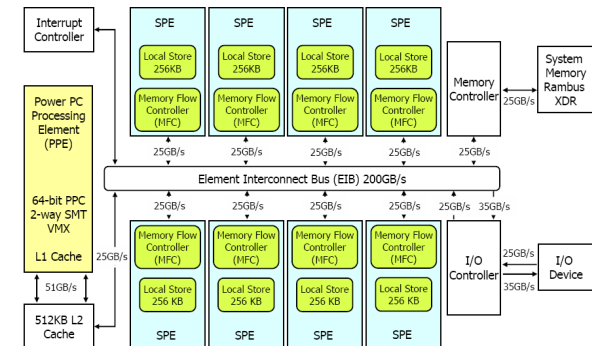 Interrupt
Controller
Power PC
Processing
Element
(PPE)
64-bit PPC
2-way SMT
VMX
L1 Cache
51GB/s
512KB L2
Cache
25GB/s
SPE
SPE
SPE
SPE
Local Store
256KB
Local Store
256KB
Local Store
256KB
Local Store
256KB
Memory Flow
Controller
(MFC)
Memory Flow
Controller
(MFC)
Memory Flow
Controller
(MFC)
Memory Flow
Controller
(MFC)
25GB/s
25GB/s
25GB/s
25GB/s
25GB/s
Element Interconnect Bus (EIB) 200GB/s
25GB/s
25GB/s
25GB/s
25GB/s
25GB/s
35GB/s
Memory Flow
Controller
(MFC)
Memory Flow
Controller
(MFC)
Memory Flow
Controller
(MFC)
Memory Flow
Controller
(MFC)
Local Store
256 KB
Local Store
256 KB
Local Store
256 KB
Local Store
256 KB
SPE
SPE
SPE
SPE
Memory
Controller
25GB/s
System
Memory
Rambus
XDR
I/O
Controller
25GB/s
35GB/s
I/O
Device